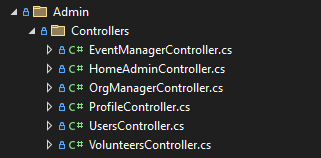 Admin
Controllers
C# EventManagerController.cs
C# HomeAdminController.cs
C# OrgManagerController.cs
C# ProfileController.cs
C# UsersController.cs
C# VolunteersController.cs